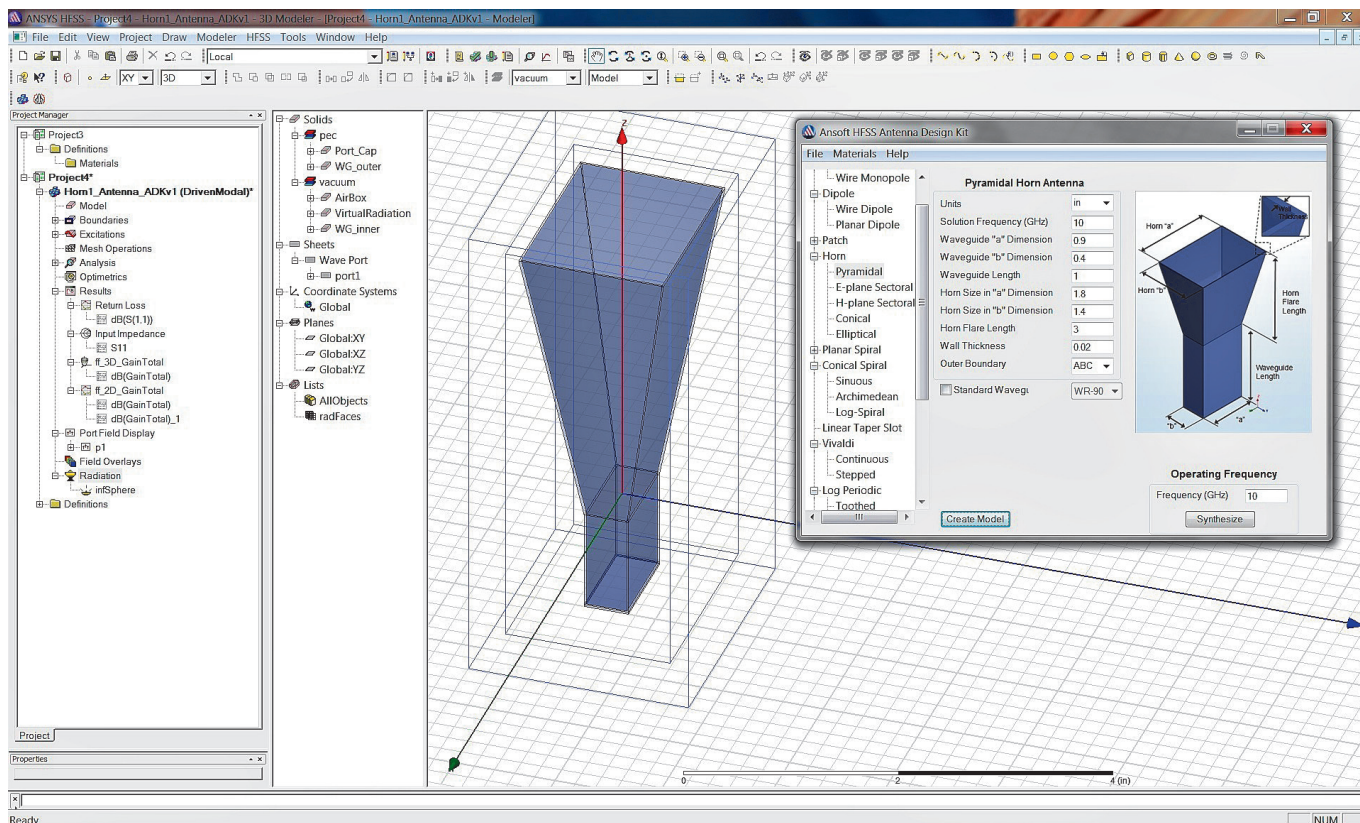 ANSYS HFSS - Project4 - Horn1_Antenna_ADKv1 - 3D Modeler - [Project4 - Horn1_Antenna_ADKv1 - Modeler]
File Edit View Project Draw Modeler HFSS Tools Window Help
Local
XY 3D vacuum Model
Project Manager
Project3
Definitions
Materials
Project4*
Horn1_Antenna_ADKv1 (DrivenModal)*
Model
Boundaries
Excitations
Mesh Operations
Analysis
Optimetrics
Results
Return Loss
dB(S(1,1))
Input Impedance
S11
ff_3D_GainTotal
dB(GainTotal)
ff_2D_GainTotal
dB(GainTotal)
dB(GainTotal)_1
Port Field Display
p1
Field Overlays
Radiation
infSphere
Definitions
Project
Properties
Ready
Solids
pec
Port_Cap
WG_outer
vacuum
AirBox
VirtualRadiation
WG_inner
Sheets
Wave Port
port1
Coordinate Systems
Global
Planes
Global:XY
Global:XZ
Global:YZ
Lists
AllObjects
radFaces
Z
0 2 4 (in)
Ansoft HFSS Antenna Design Kit
File Materials Help
Wire Monopole
Dipole
Wire Dipole
Planar Dipole
Patch
Horn
Pyramidal
E-plane Sectoral
H-plane Sectoral
Conical
Elliptical
Planar Spiral
Conical Spiral
Sinuous
Archimedean
Log-Spiral
Linear Taper Slot
Vivaldi
Continuous
Stepped
Log Periodic
Toothed
Pyramidal Horn Antenna
Units in
Solution Frequency (GHz) 10
Waveguide "a" Dimension 0.9
Waveguide "b" Dimension 0.4
Waveguide Length 1
Horn Size in "a" Dimension 1.8
Horn Size in "b" Dimension 1.4
Horn Flare Length 3
Wall Thickness 0.02
Outer Boundary ABC
Standard Wavegu WR-90
Create Model
Wall
Thickness
Horn "a"
Horn "b"
Horn
Flare
Length
Waveguide
Length
"b"
"a"
Operating Frequency
Frequency (GHz) 10
Synthesize
NUM